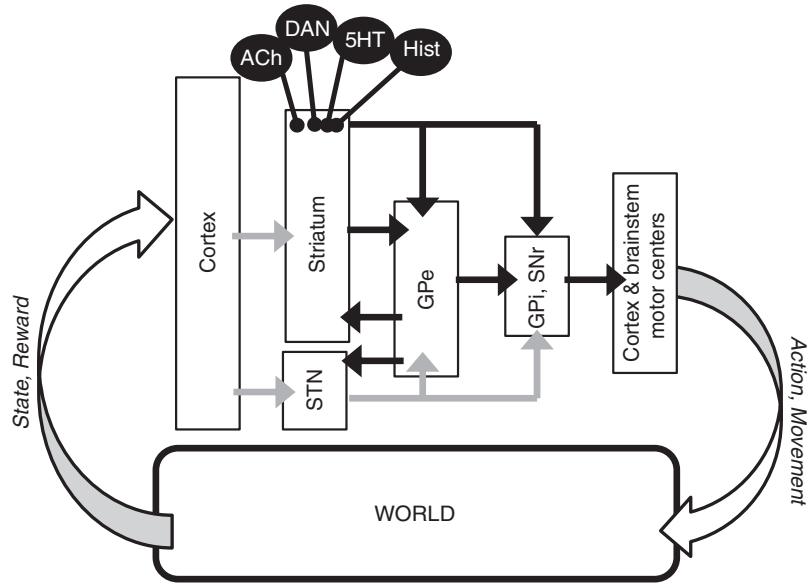 ACh
DAN
5HT
Hist
Cortex
Striatum
STN
GPe
GPi, SNr
Cortex & brainstem
motor centers
State, Reward
Action, Movement
WORLD